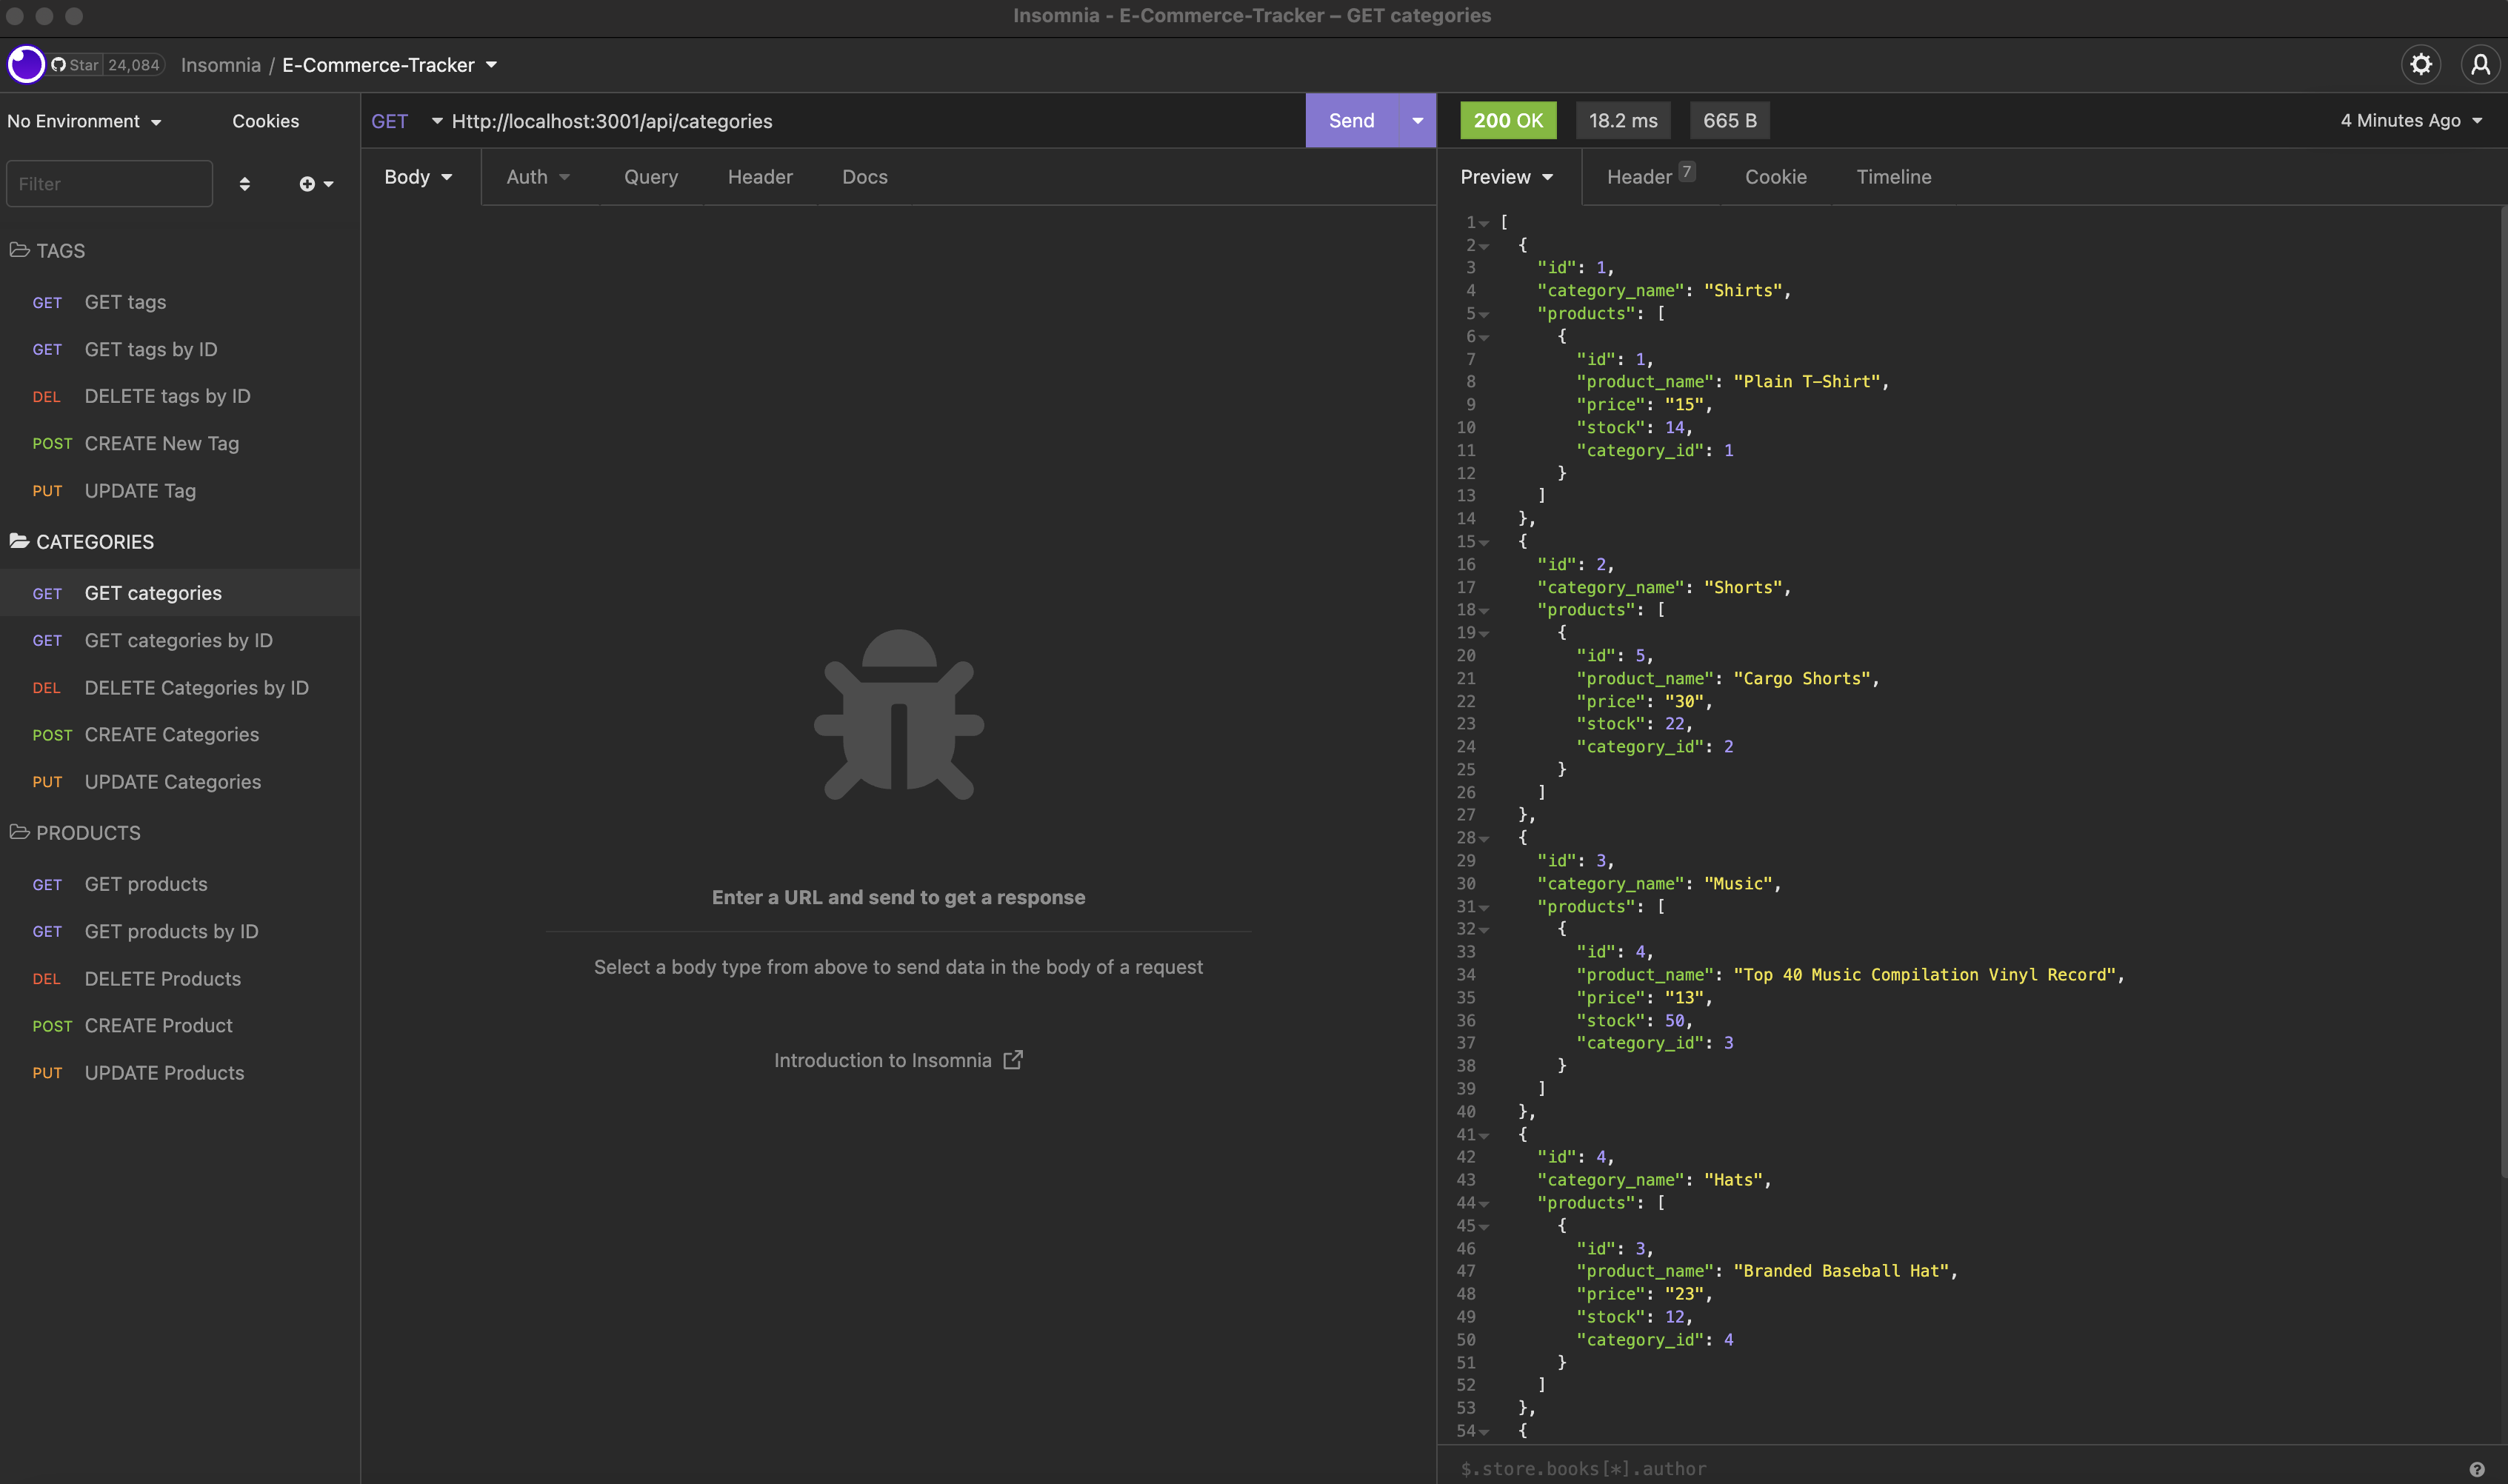 Insomnia - E-Commerce-Tracker – GET categories
Star 24,084 Insomnia / E-Commerce-Tracker
No Environment Cookies
Filter
TAGS
GET GET tags
GET GET tags by ID
DEL DELETE tags by ID
POST CREATE New Tag
PUT UPDATE Tag
CATEGORIES
GET GET categories
GET GET categories by ID
DEL DELETE Categories by ID
POST CREATE Categories
PUT UPDATE Categories
PRODUCTS
GET GET products
GET GET products by ID
DEL DELETE Products
POST CREATE Product
PUT UPDATE Products
GET Http://localhost:3001/api/categories Send
Body Auth Query Header Docs
Enter a URL and send to get a response
Select a body type from above to send data in the body of a request
Introduction to Insomnia
200 OK 18.2 ms 665 B 4 Minutes Ago
Preview Header 7 Cookie Timeline
1 [
2 {
3 "id": 1,
4 "category_name": "Shirts",
5 "products": [
6 {
7 "id": 1,
8 "product_name": "Plain T-Shirt",
9 "price": "15",
10 "stock": 14,
11 "category_id": 1
12 }
13 ]
14 },
15 {
16 "id": 2,
17 "category_name": "Shorts",
18 "products": [
19 {
20 "id": 5,
21 "product_name": "Cargo Shorts",
22 "price": "30",
23 "stock": 22,
24 "category_id": 2
25 }
26 ]
27 },
28 {
29 "id": 3,
30 "category_name": "Music",
31 "products": [
32 {
33 "id": 4,
34 "product_name": "Top 40 Music Compilation Vinyl Record",
35 "price": "13",
36 "stock": 50,
37 "category_id": 3
38 }
39 ]
40 },
41 {
42 "id": 4,
43 "category_name": "Hats",
44 "products": [
45 {
46 "id": 3,
47 "product_name": "Branded Baseball Hat",
48 "price": "23",
49 "stock": 12,
50 "category_id": 4
51 }
52 ]
53 },
54 {
$.store.books[*].author